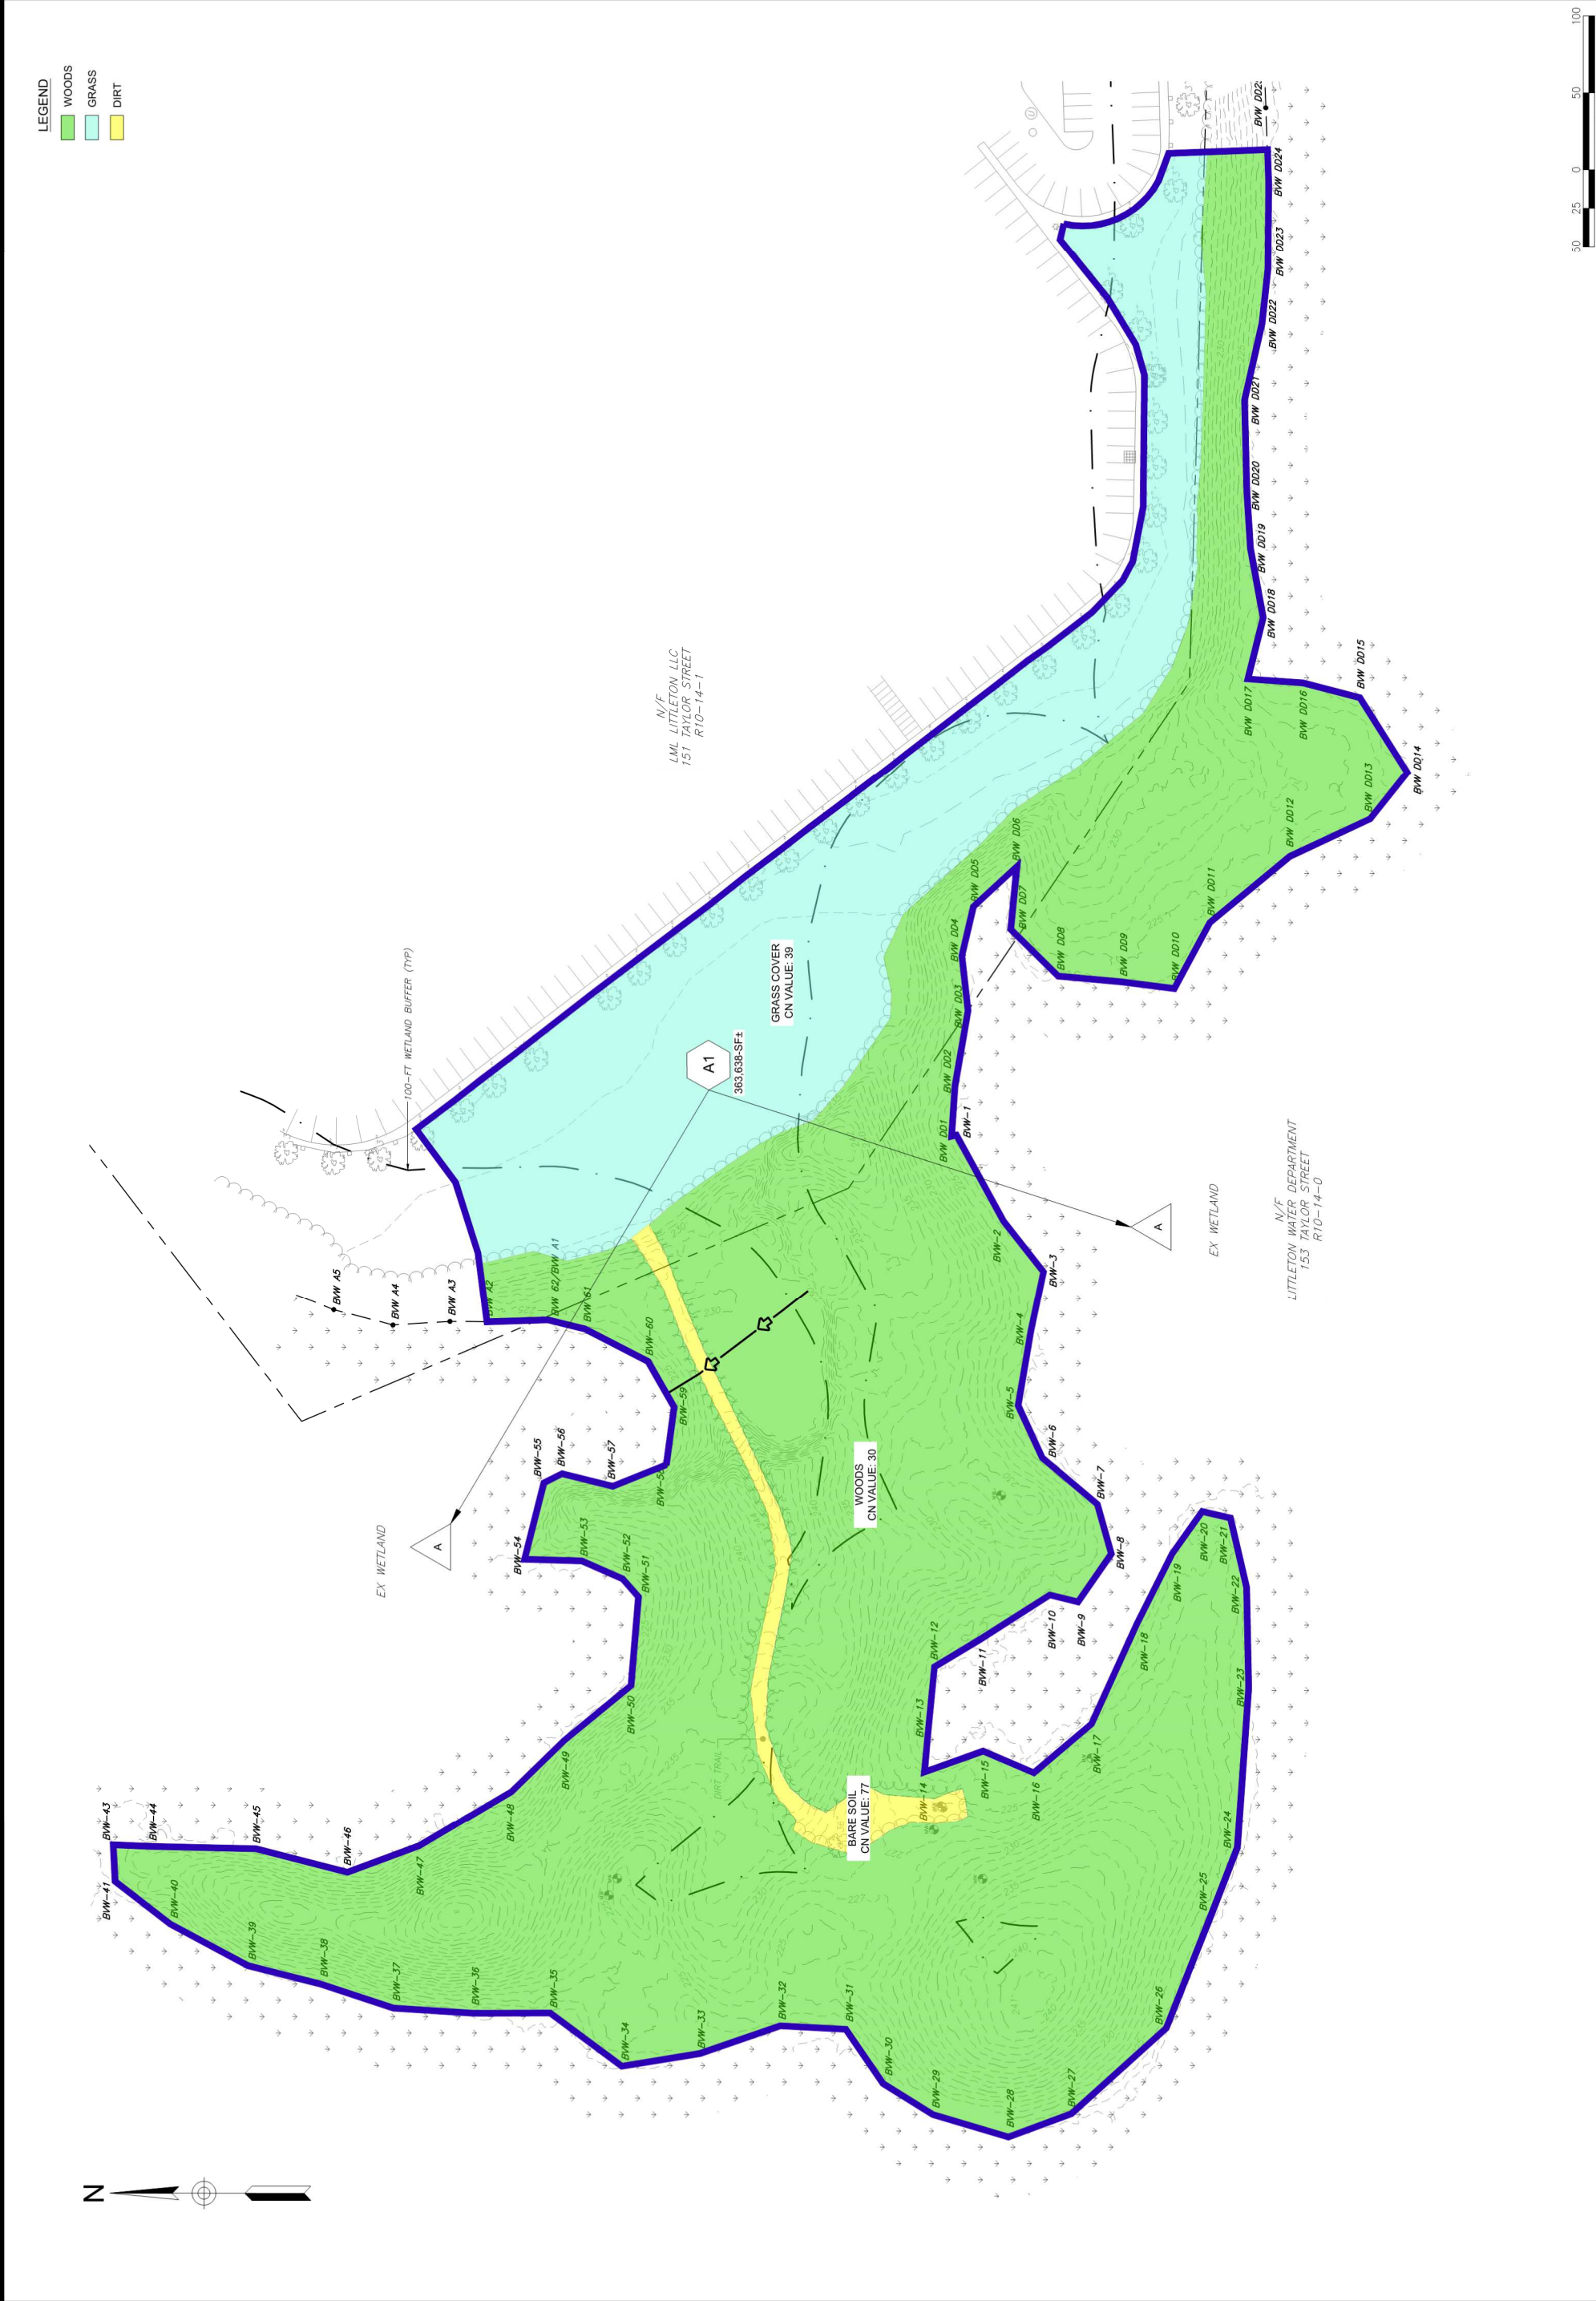 LEGEND
WOODS
GRASS
DIRT
N
N/F
LML LITTLETON LLC
151 TAYLOR STREET
R10-14-1
100-FT WETLAND BUFFER (TYP)
GRASS COVER
CN VALUE: 39
A1
363,638-SF±
WOODS
CN VALUE: 30
BARE SOIL
CN VALUE: 77
DIRT TRAIL
EX WETLAND
A
EX WETLAND
A
N/F
LITTLETON WATER DEPARTMENT
153 TAYLOR STREET
R10-14-0
BVW-43
BVW-44
BVW-45
BVW-46
BVW-47
BVW-48
BVW-49
BVW-50
BVW-51
BVW-52
BVW-53
BVW-54
BVW-55
BVW-56
BVW-57
BVW-59
BVW-60
BVW-61
BVW 62/BVW A1
BVW A2
BVW A3
BVW A4
BVW A5
BVW-41
BVW-40
BVW-39
BVW-38
BVW-37
BVW-36
BVW-35
BVW-34
BVW-33
BVW-32
BVW-31
BVW-30
BVW-29
BVW-28
BVW-27
BVW-26
BVW-25
BVW-24
BVW-23
BVW-22
BVW-21
BVW-20
BVW-19
BVW-18
BVW-17
BVW-16
BVW-15
BVW-14
BVW-13
BVW-12
BVW-11
BVW-10
BVW-9
BVW-8
BVW-7
BVW-6
BVW-5
BVW-4
BVW-3
BVW-2
BVW-1
BVW DD1
BVW DD2
BVW DD3
BVW DD4
BVW DD5
BVW DD6
BVW DD7
BVW DD8
BVW DD9
BVW DD10
BVW DD11
BVW DD12
BVW DD13
BVW DD14
BVW DD15
BVW DD16
BVW DD17
BVW DD18
BVW DD19
BVW DD20
BVW DD21
BVW DD22
BVW DD23
BVW DD24
50
25
0
50
100